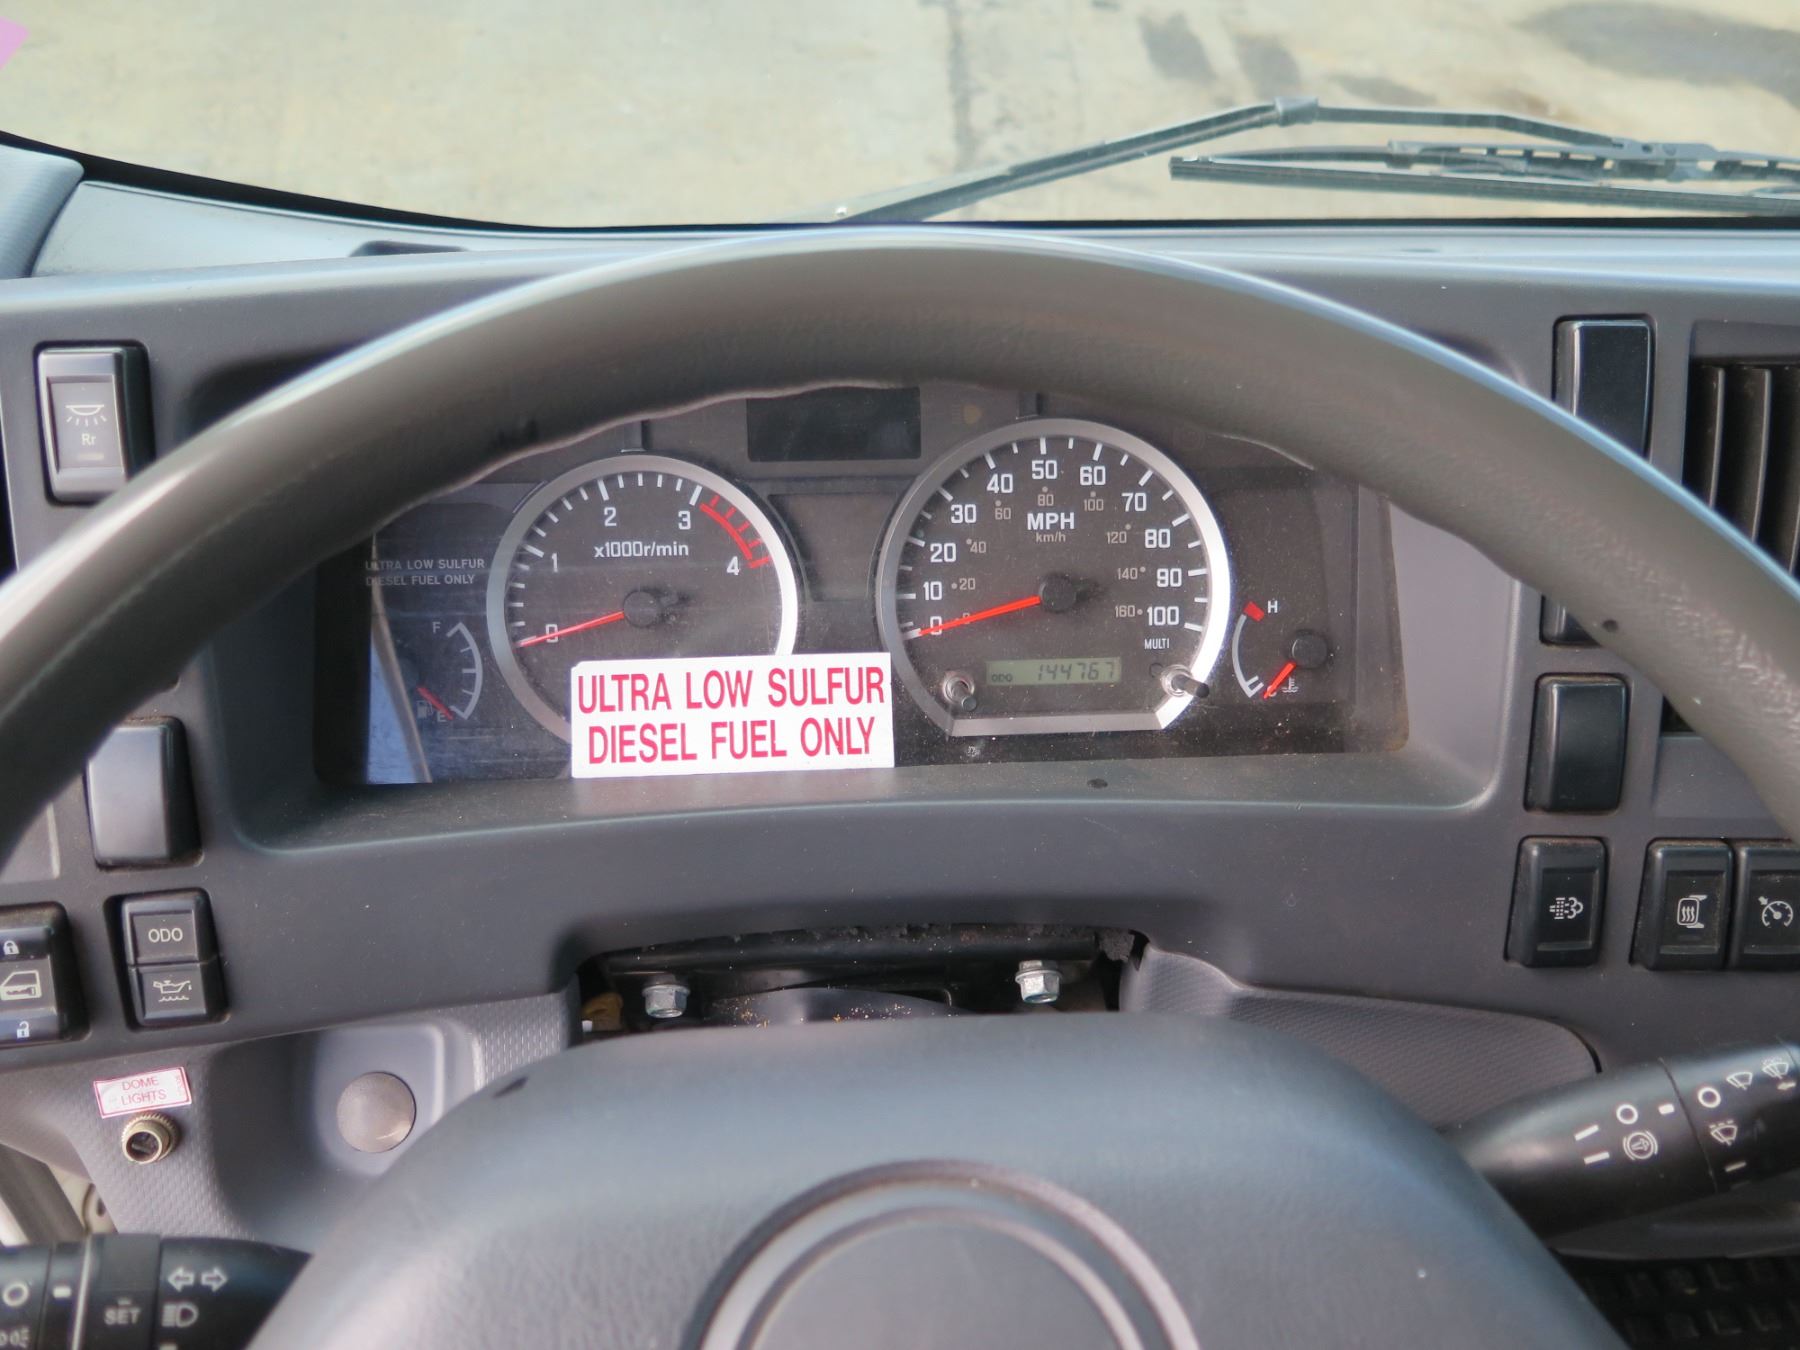 Rr
ULTRA LOW SULFUR
DIESEL FUEL ONLY
F
E
0
1
2
3
4
x1000r/min
0
10
20
30
40
50
60
70
80
90
100
MPH
km/h
0
20
40
60
80
100
120
140
160
MULTI
ODO 144767
H
C
ULTRA LOW SULFUR
DIESEL FUEL ONLY
ODO
DOME
LIGHTS
SET